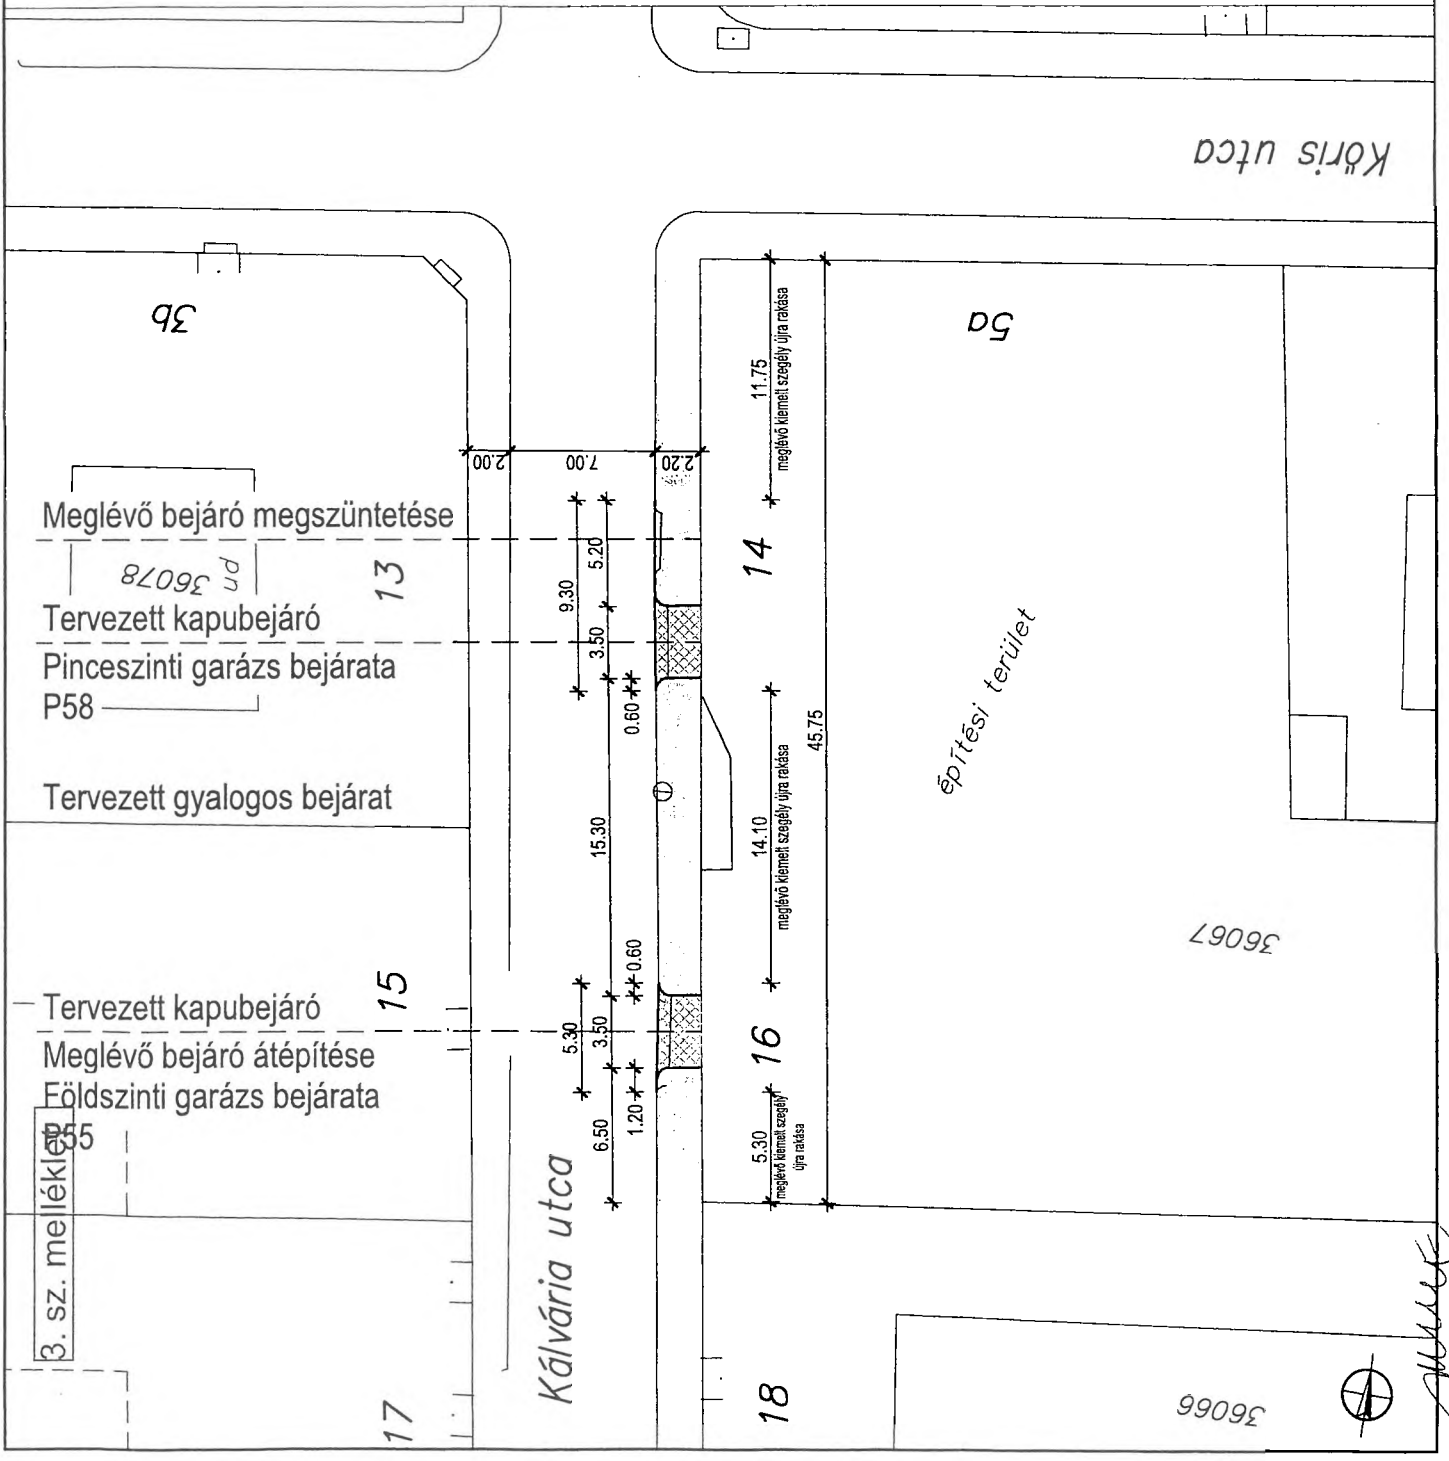 Kőris utca
3b
5a
11.75
meglévő kiemelt szegély újra rakása
2.00
7.00
2.20
Meglévő bejáró megszüntetése
36078
pn
13
14
5.20
9.30
3.50
0.60
Tervezett kapubejáró
Pinceszinti garázs bejárata
P58
építési terület
45.75
Tervezett gyalogos bejárat
15.30
14.10
meglévő kiemelt szegély újra rakása
36067
15
0.60
Tervezett kapubejáró
5.30
3.50
16
Meglévő bejáró átépítése
Földszinti garázs bejárata
P55
6.50
1.20
5.30
meglévő kiemelt szegély
újra rakása
3. sz. melléklet
Kálvária utca
17
18
36066